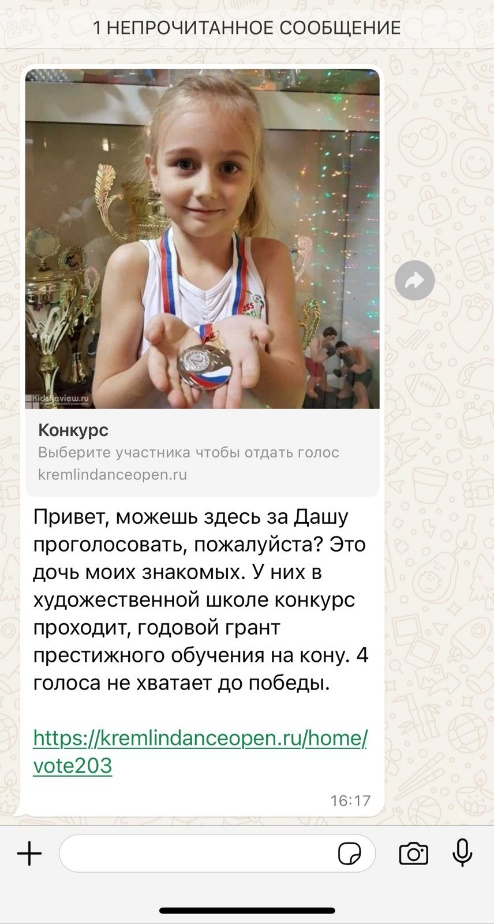 1 НЕПРОЧИТАННОЕ СООБЩЕНИЕ
Kidsreview.ru
Конкурс
Выберите участника чтобы отдать голос
kremlindanceopen.ru
Привет, можешь здесь за Дашу
проголосовать, пожалуйста? Это
дочь моих знакомых. У них в
художественной школе конкурс
проходит, годовой грант
престижного обучения на кону. 4
голоса не хватает до победы.
https://kremlindanceopen.ru/home/
vote203
16:17